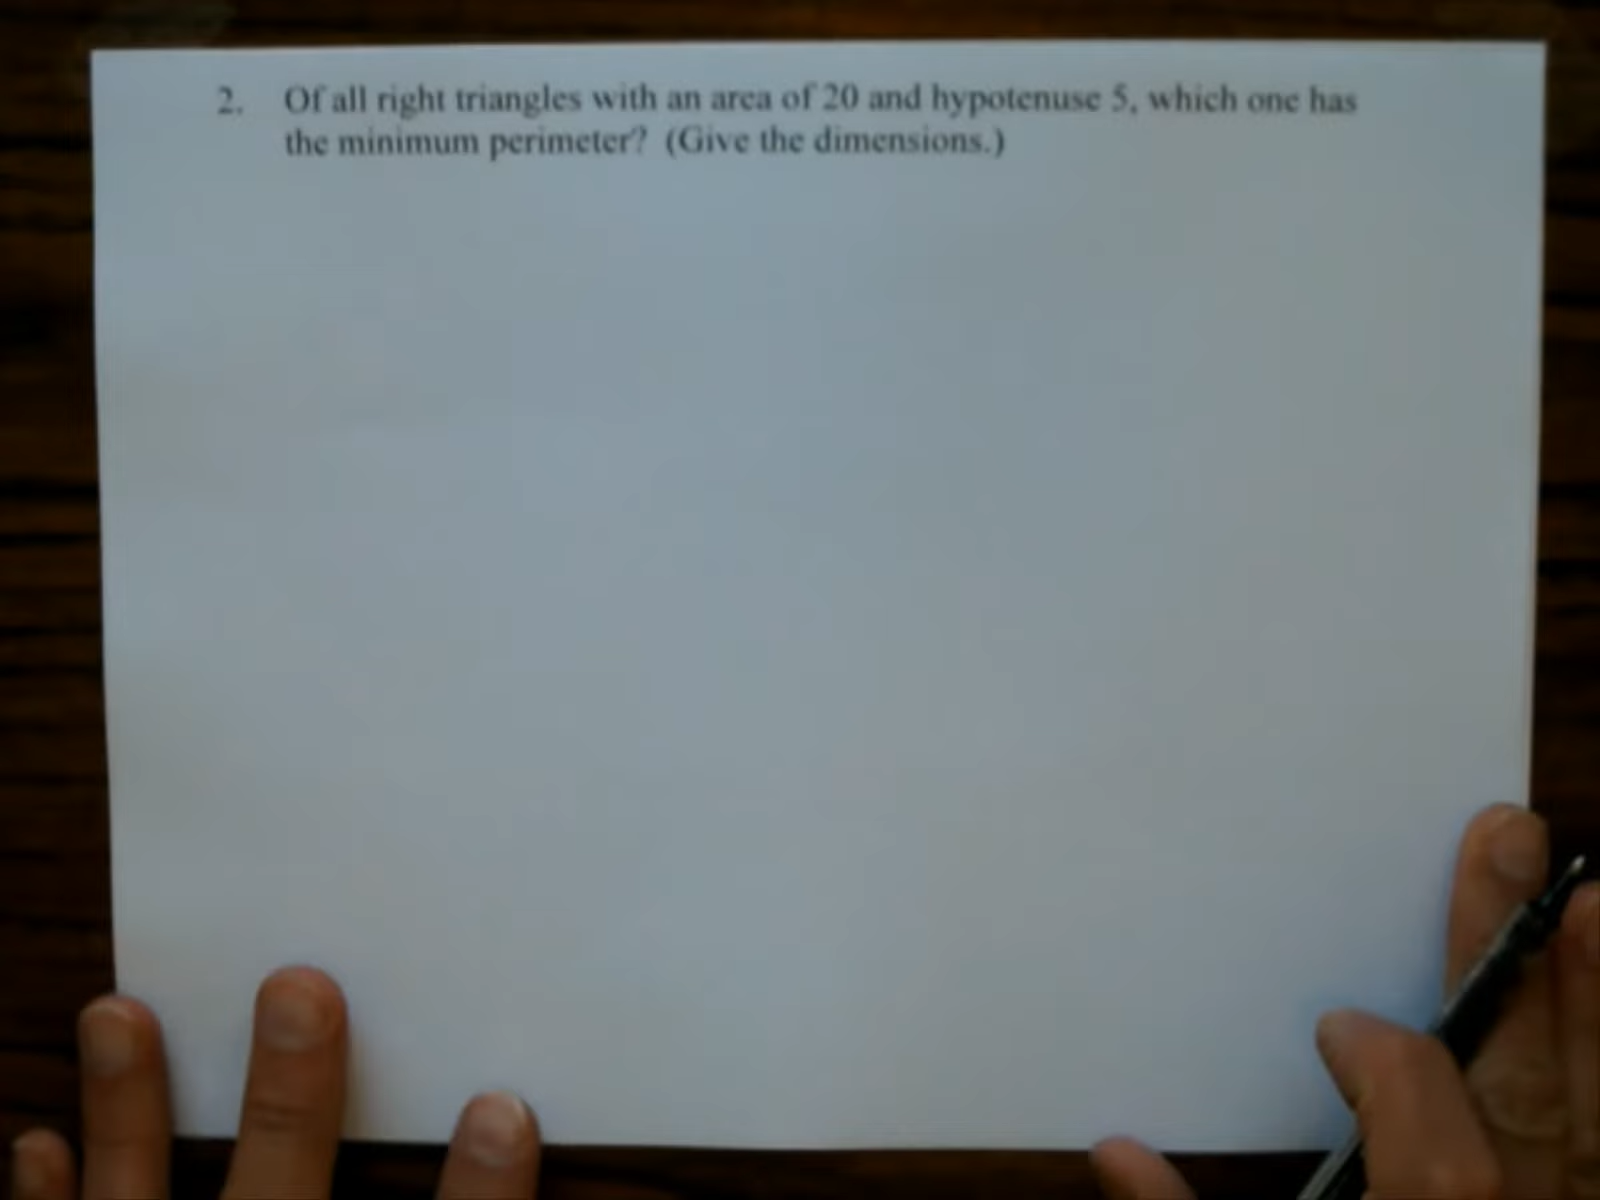 2. Of all right triangles with an area of 20 and hypotenuse 5, which one has
the minimum perimeter? (Give the dimensions.)